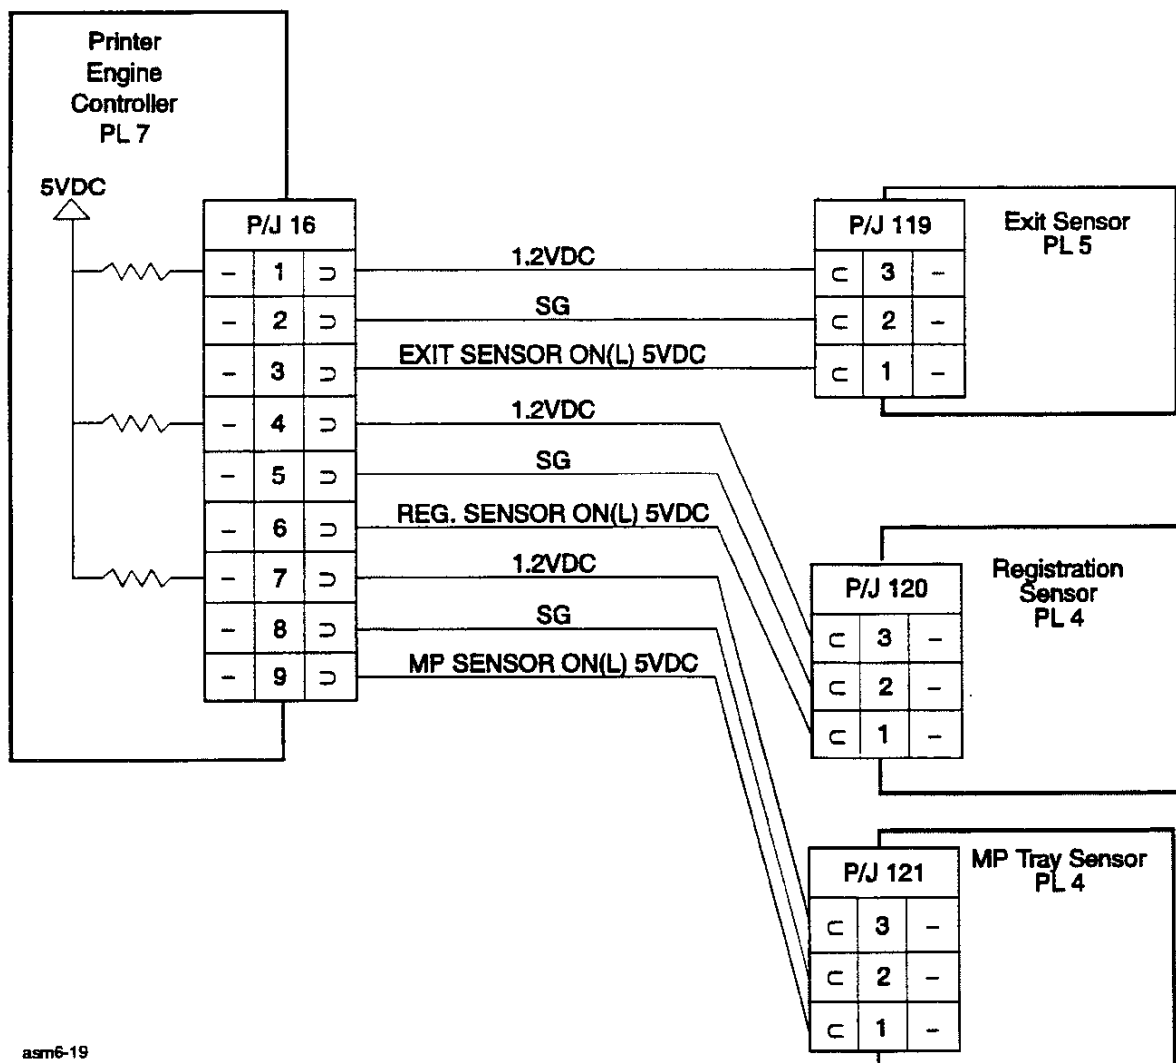 Printer
Engine
Controller
PL 7
5VDC
P/J 16
- 1 ⊃
- 2 ⊃
- 3 ⊃
- 4 ⊃
- 5 ⊃
- 6 ⊃
- 7 ⊃
- 8 ⊃
- 9 ⊃
1.2VDC
SG
EXIT SENSOR ON(L) 5VDC
1.2VDC
SG
REG. SENSOR ON(L) 5VDC
1.2VDC
SG
MP SENSOR ON(L) 5VDC
P/J 119
⊂ 3 -
⊂ 2 -
⊂ 1 -
Exit Sensor
PL 5
P/J 120
⊂ 3 -
⊂ 2 -
⊂ 1 -
Registration
Sensor
PL 4
P/J 121
⊂ 3 -
⊂ 2 -
⊂ 1 -
MP Tray Sensor
PL 4
asm6-19